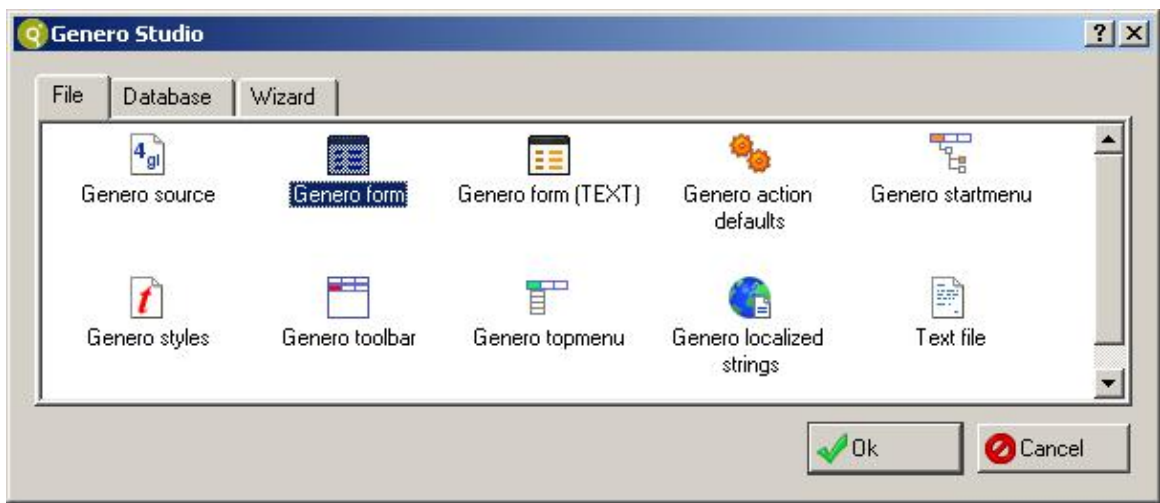 Genero Studio
File Database Wizard
4gl
Genero source Genero form Genero form (TEXT) Genero action defaults Genero startmenu
Genero styles Genero toolbar Genero topmenu Genero localized strings Text file
Ok Cancel